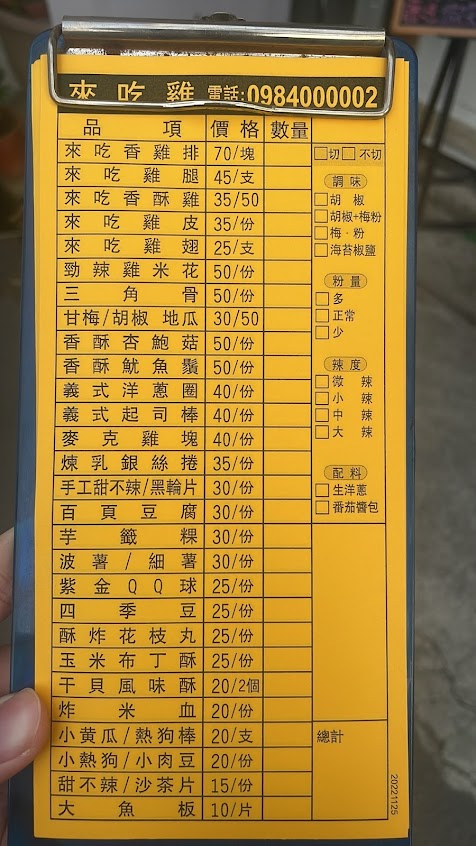 來吃雞 電話:0984000002
品項 價格 數量
來吃香雞排 70/塊
來吃雞腿 45/支
來吃香酥雞 35/50
來吃雞皮 35/份
來吃雞翅 25/支
勁辣雞米花 50/份
三角骨 50/份
甘梅/胡椒 地瓜 30/50
香酥杏鮑菇 50/份
香酥魷魚鬚 50/份
義式洋蔥圈 40/份
義式起司棒 40/份
麥克雞塊 40/份
煉乳銀絲捲 35/份
手工甜不辣/黑輪片 30/份
百頁豆腐 30/份
芋籤粿 30/份
波薯/細薯 30/份
紫金QQ球 25/份
四季豆 25/份
酥炸花枝丸 25/份
玉米布丁酥 25/份
干貝風味酥 20/2個
炸米血 20/份
小黃瓜/熱狗棒 20/支
小熱狗/小肉豆 20/份
甜不辣/沙茶片 15/份
大魚板 10/片
□切□不切
調味
□胡椒
□胡椒+梅粉
□梅·粉
□海苔椒鹽
粉量
□多
□正常
□少
辣度
□微辣
□小辣
□中辣
□大辣
配料
□生洋蔥
□番茄醬包
總計
20221125